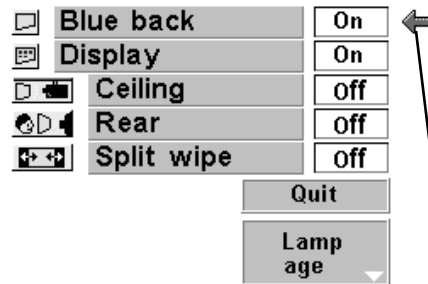 Blue back On
Display On
Ceiling Off
Rear Off
Split wipe Off
Quit
Lamp
age